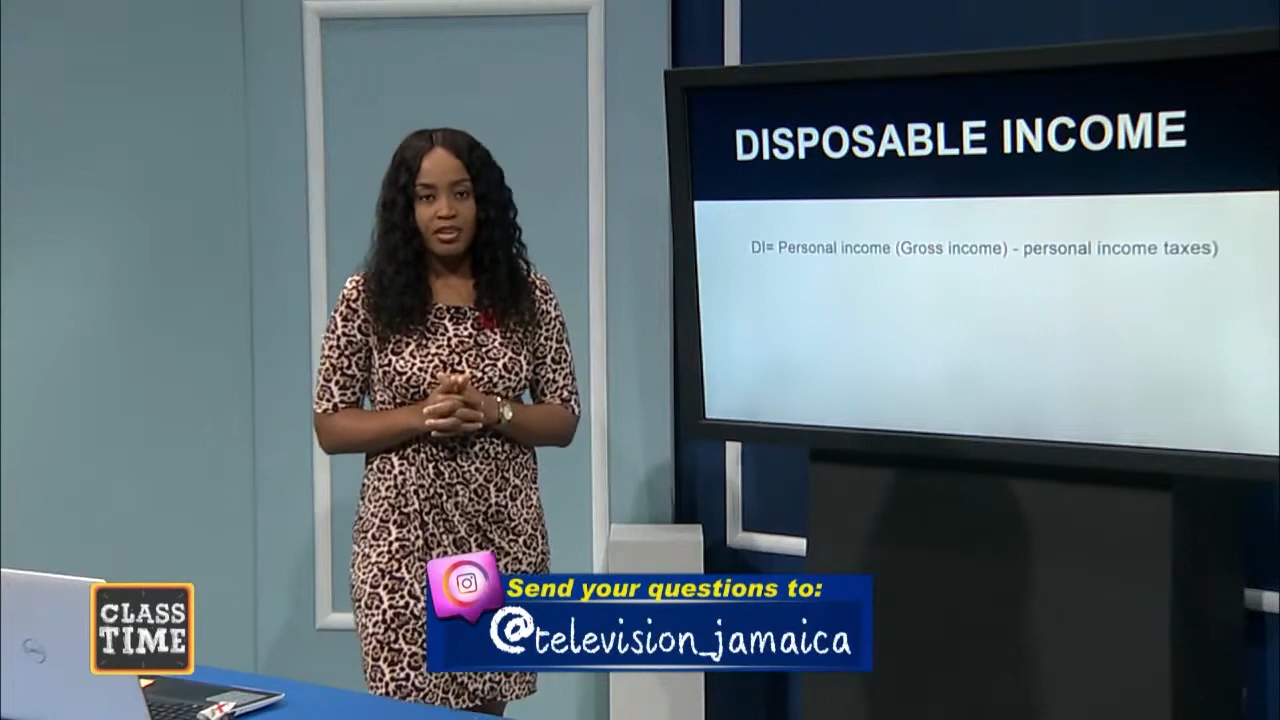 DISPOSABLE INCOME
DI= Personal income (Gross income) - personal income taxes)
Send your questions to:
@television_jamaica
CLASS
TIME